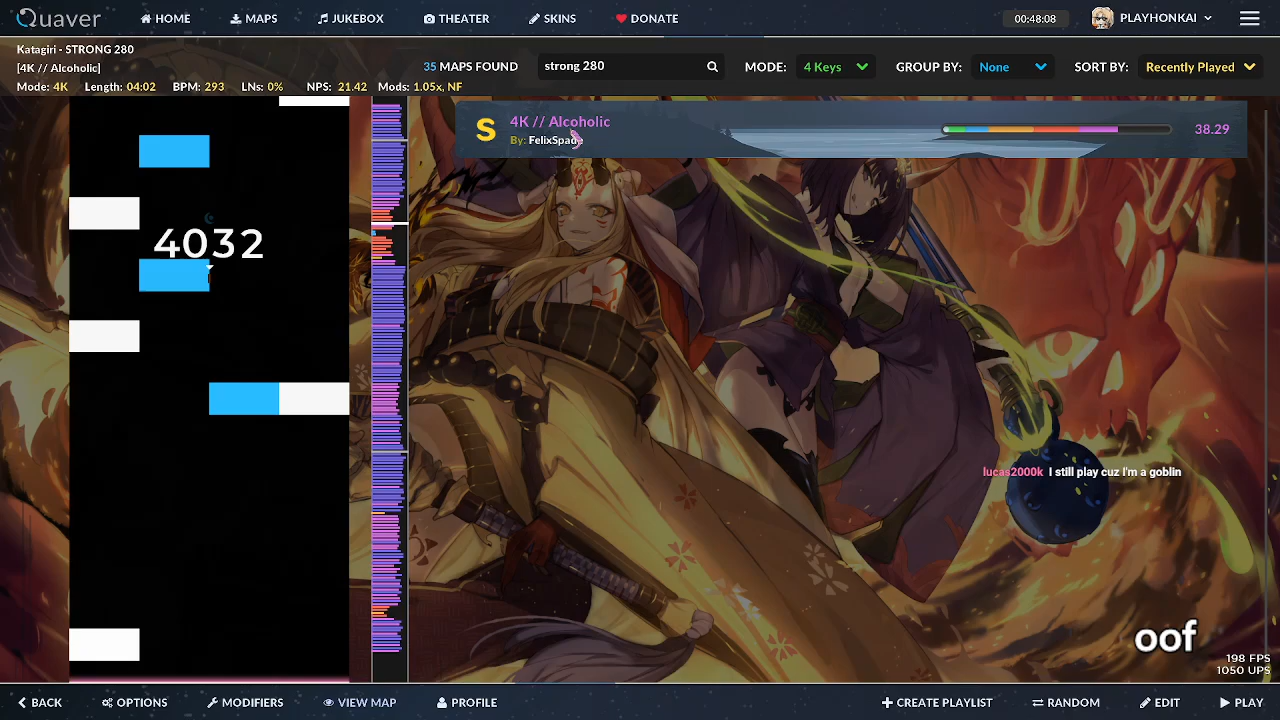 Quaver HOME MAPS JUKEBOX THEATER SKINS DONATE 00:48:08 PLAYHONKAI
Katagiri - STRONG 280
[4K // Alcoholic]
Mode: 4K Length: 04:02 BPM: 293 LNs: 0% NPS: 21.42 Mods: 1.05x, NF
35 MAPS FOUND strong 280 MODE: 4 Keys GROUP BY: None SORT BY: Recently Played
S 4K // Alcoholic 38.29
By: FelixSpade
4032
lucas2000k I still play cuz I'm a goblin
oof
198 FPS
1050 UPS
BACK OPTIONS MODIFIERS VIEW MAP PROFILE CREATE PLAYLIST RANDOM EDIT PLAY